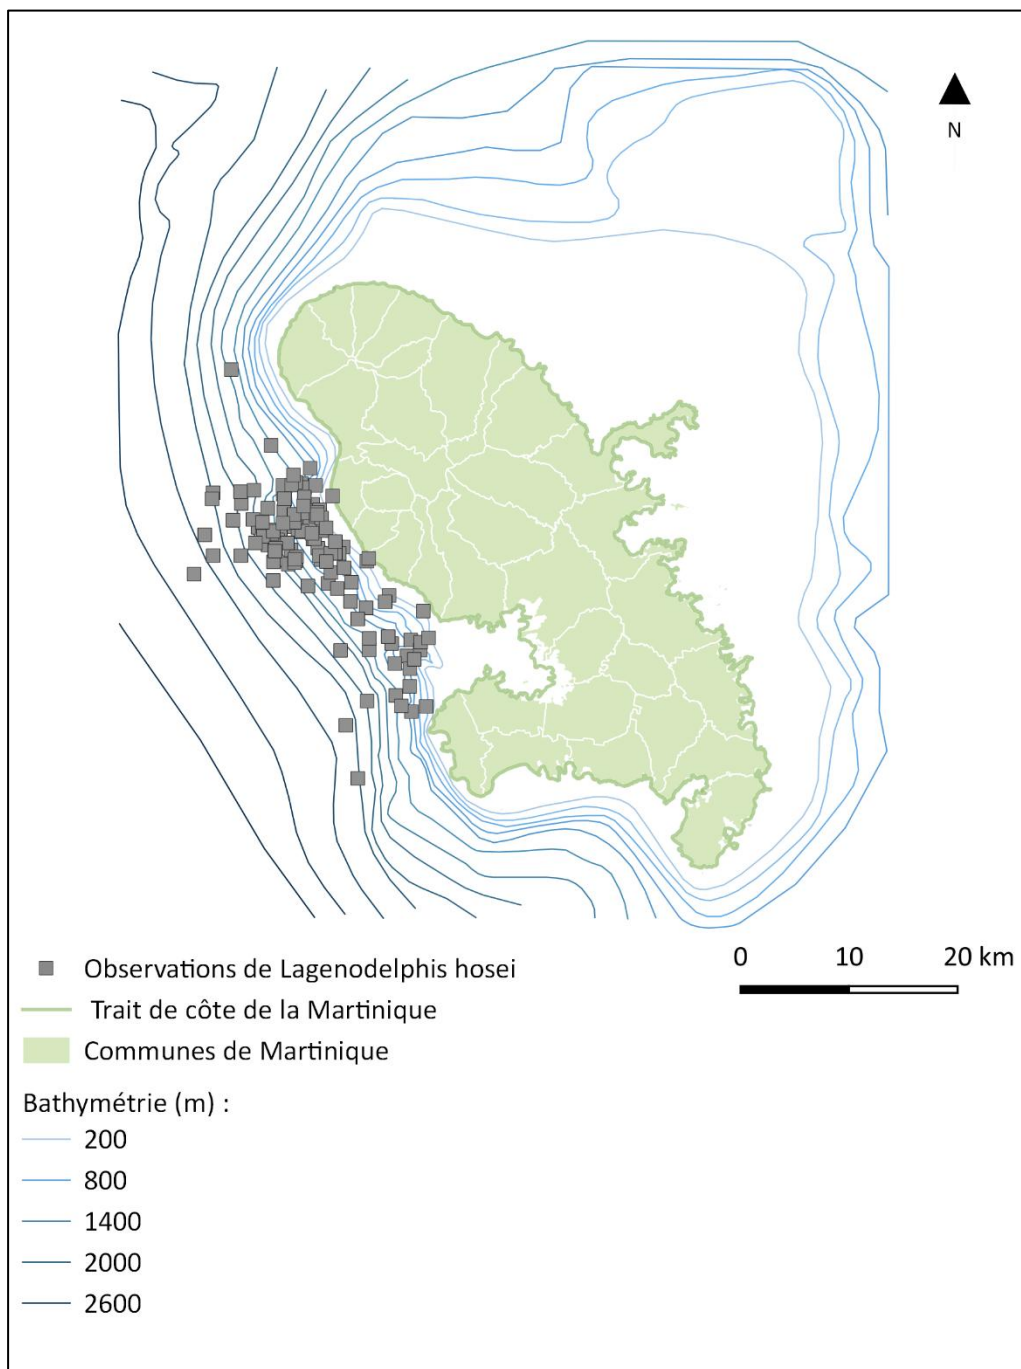 N
0 10 20 km
Observations de Lagenodelphis hosei
Trait de côte de la Martinique
Communes de Martinique
Bathymétrie (m) :
200
800
1400
2000
2600